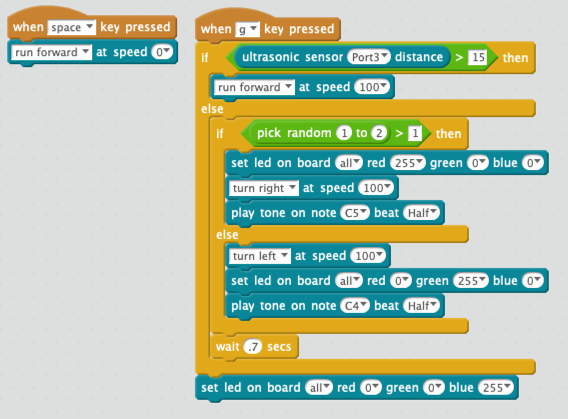 when space key pressed
run forward at speed 0
when g key pressed
if ultrasonic sensor Port3 distance > 15 then
run forward at speed 100
else
if pick random 1 to 2 > 1 then
set led on board all red 255 green 0 blue 0
turn right at speed 100
play tone on note C5 beat Half
else
turn left at speed 100
set led on board all red 0 green 255 blue 0
play tone on note C4 beat Half
wait .7 secs
set led on board all red 0 green 0 blue 255